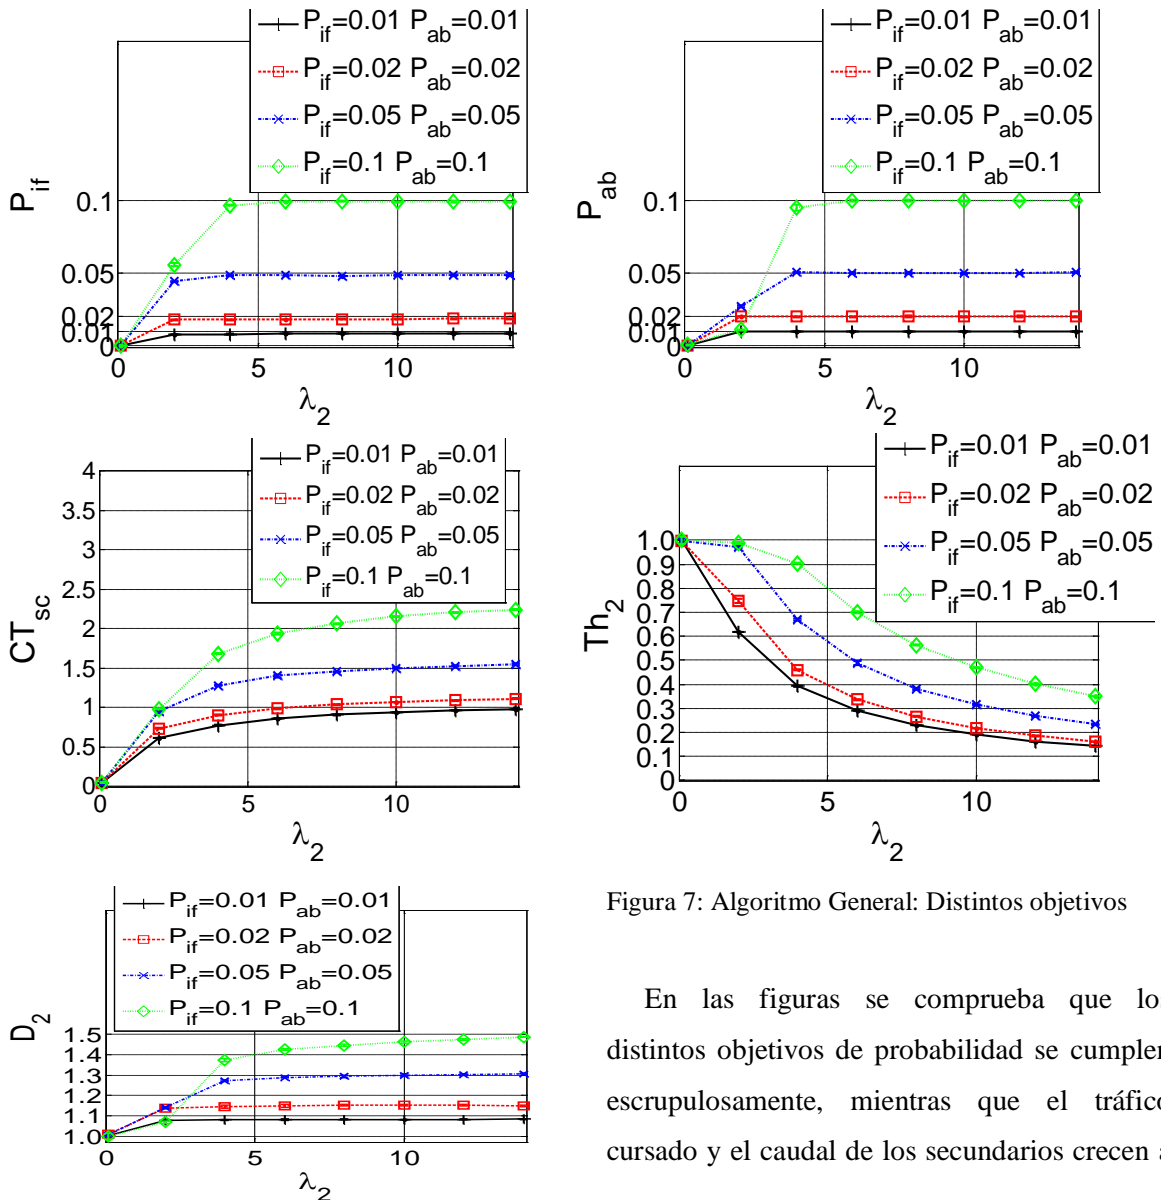 P_if=0.01 P_ab=0.01
P_if=0.02 P_ab=0.02
P_if=0.05 P_ab=0.05
P_if=0.1 P_ab=0.1
P_if
0.1
0.05
0.02
0.01
0
0 5 10
λ_2
P_if=0.01 P_ab=0.01
P_if=0.02 P_ab=0.02
P_if=0.05 P_ab=0.05
P_if=0.1 P_ab=0.1
P_ab
0.1
0.05
0.02
0.01
0
0 5 10
λ_2
P_if=0.01 P_ab=0.01
P_if=0.02 P_ab=0.02
P_if=0.05 P_ab=0.05
P_if=0.1 P_ab=0.1
CT_sc
4
3.5
3
2.5
2
1.5
1
0.5
0
0 5 10
λ_2
P_if=0.01 P_ab=0.01
P_if=0.02 P_ab=0.02
P_if=0.05 P_ab=0.05
P_if=0.1 P_ab=0.1
Th_2
1.0
0.9
0.8
0.7
0.6
0.5
0.4
0.3
0.2
0.1
0
0 5 10
λ_2
P_if=0.01 P_ab=0.01
P_if=0.02 P_ab=0.02
P_if=0.05 P_ab=0.05
P_if=0.1 P_ab=0.1
D_2
1.5
1.4
1.3
1.2
1.1
1.0
0 5 10
λ_2
Figura 7: Algoritmo General: Distintos objetivos
En las figuras se comprueba que lo
distintos objetivos de probabilidad se cumplen
escrupulosamente, mientras que el tráfico
cursado y el caudal de los secundarios crecen a